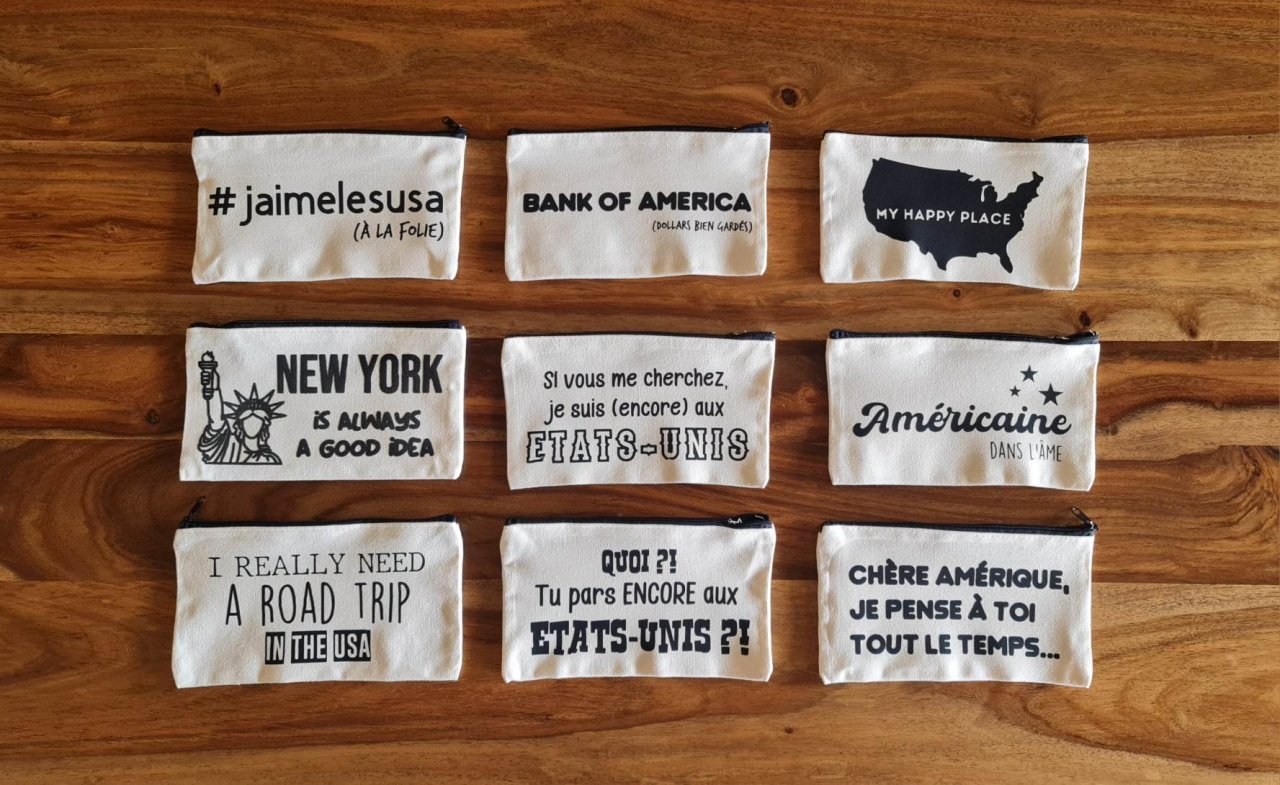 # jaimelesusa
(À LA FOLIE)
BANK OF AMERICA
(DOLLARS BIEN GARDÉS)
MY HAPPY PLACE
NEW YORK
iS ALWAYS
A GOOD iDEA
Si vous me cherchez,
je suis (encore) aux
ETATS-UNIS
Américaine
DANS L'ÂME
I REALLY NEED
A ROAD TRIP
IN THE USA
QUOI ?!
Tu pars ENCORE aux
ETATS-UNIS ?!
CHÈRE AMÉRIQUE,
JE PENSE À TOI
TOUT LE TEMPS...